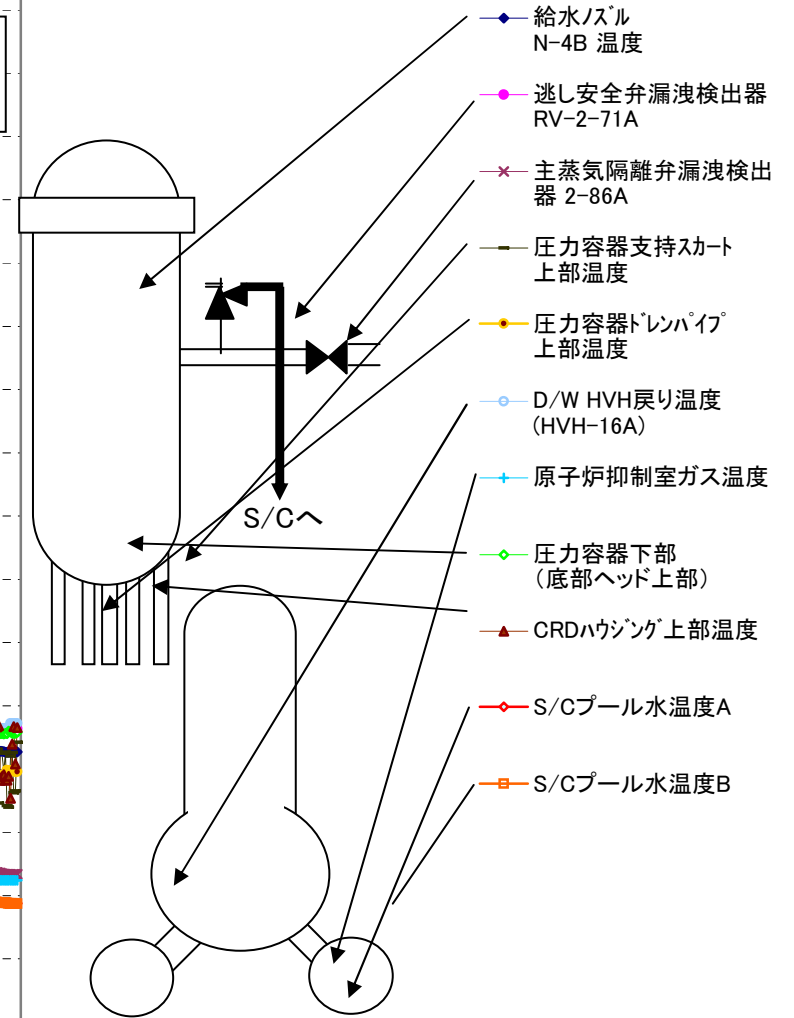 給水ノズル
N-4B 温度
逃し安全弁漏洩検出器
RV-2-71A
主蒸気隔離弁漏洩検出
器 2-86A
圧力容器支持スカート
上部温度
圧力容器ドレンパイプ
上部温度
D/W HVH戻り温度
(HVH-16A)
原子炉抑制室ガス温度
S/Cへ
圧力容器下部
（底部ヘッド上部）
CRDハウジング上部温度
S/Cプール水温度A
S/Cプール水温度B